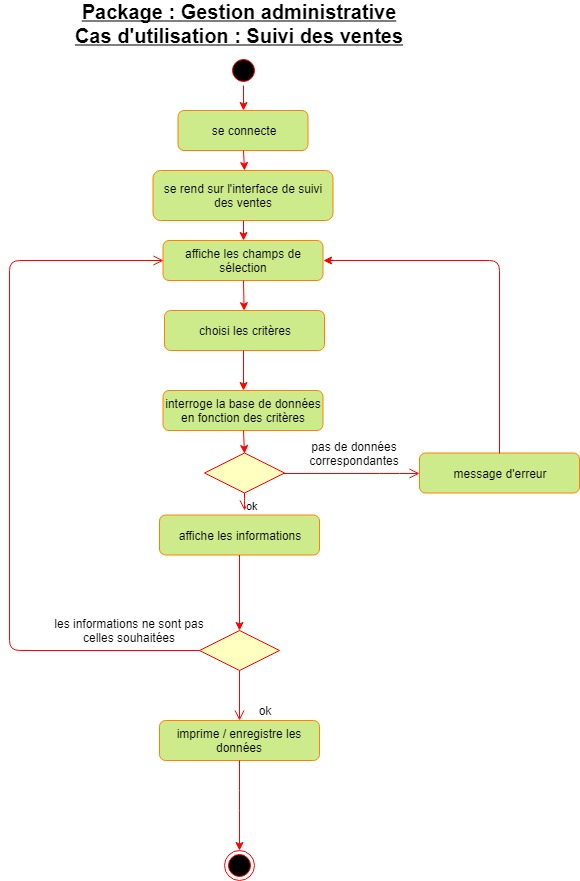 Package : Gestion administrative
Cas d'utilisation : Suivi des ventes
se connecte
se rend sur l'interface de suivi
des ventes
affiche les champs de
sélection
choisi les critères
interroge la base de données
en fonction des critères
pas de données
correspondantes
message d'erreur
ok
affiche les informations
les informations ne sont pas
celles souhaitées
ok
imprime / enregistre les
données